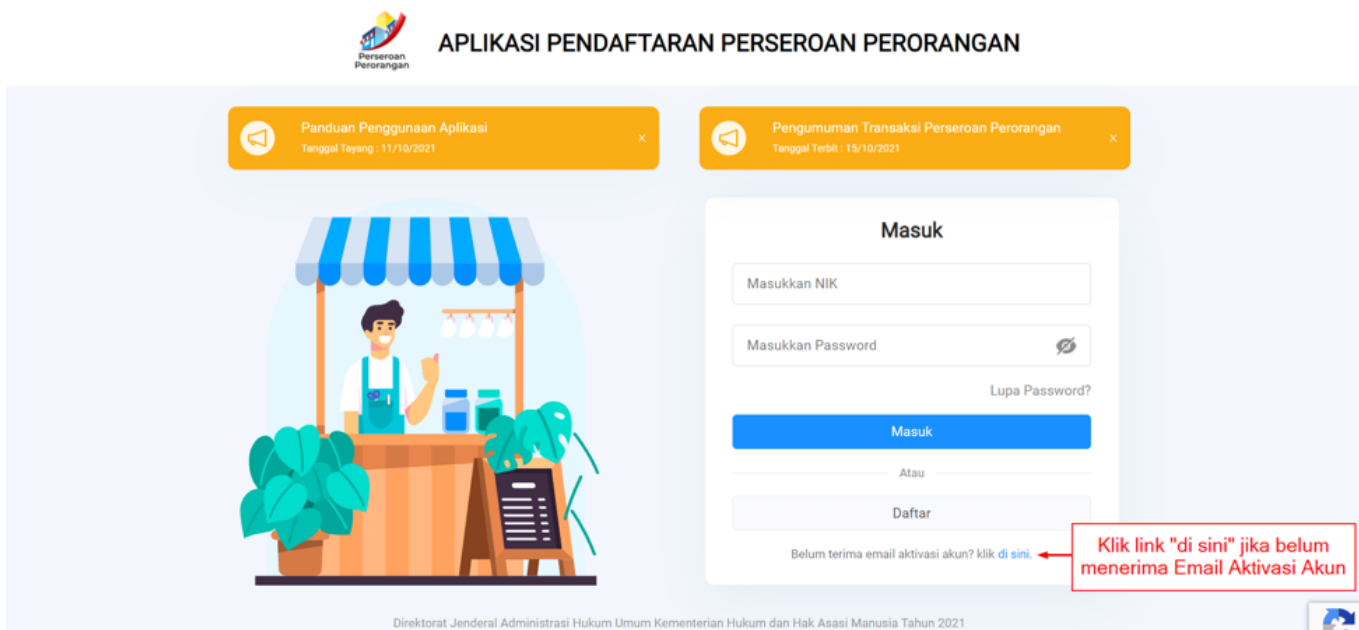 Perseroan
Perorangan
APLIKASI PENDAFTARAN PERSEROAN PERORANGAN
Panduan Penggunaan Aplikasi
Tanggal Tayang : 11/10/2021
×
Pengumuman Transaksi Perseroan Perorangan
Tanggal Terbit : 15/10/2021
×
Masuk
Masukkan NIK
Masukkan Password
Lupa Password?
Masuk
Atau
Daftar
Belum terima email aktivasi akun? klik di sini.
Klik link "di sini" jika belum
menerima Email Aktivasi Akun
Direktorat Jenderal Administrasi Hukum Umum Kementerian Hukum dan Hak Asasi Manusia Tahun 2021